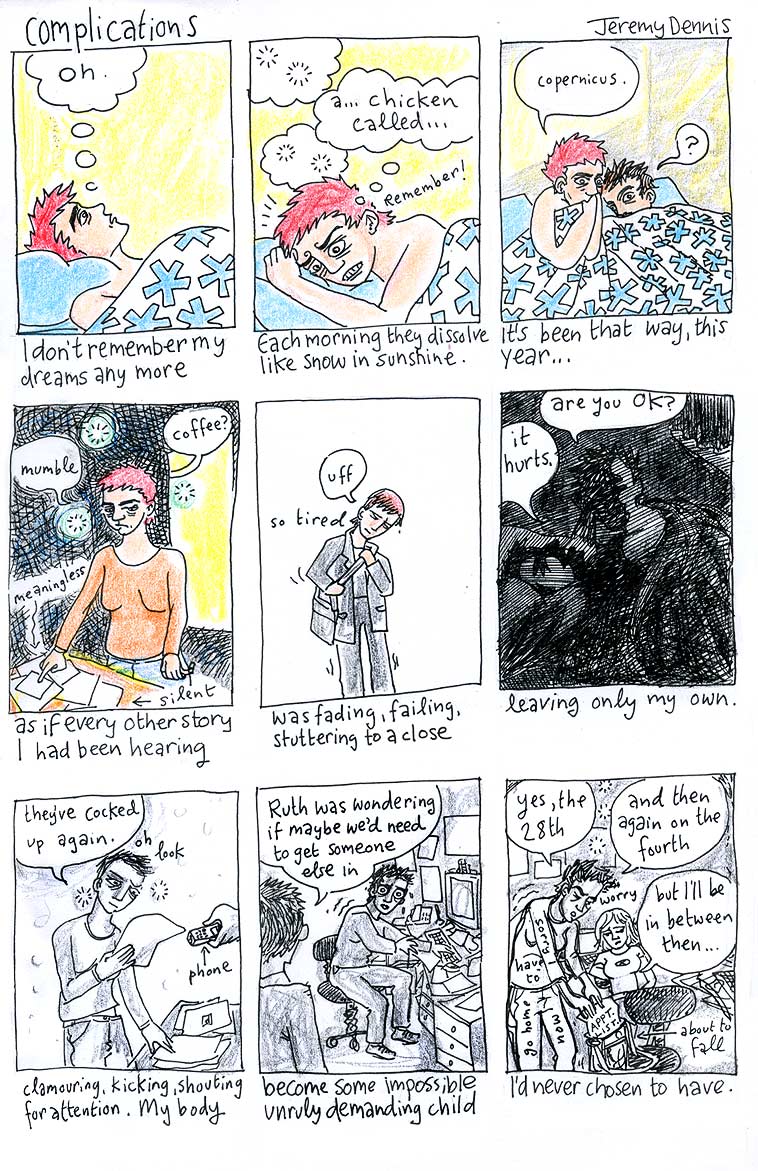 Complications
Jeremy Dennis
Oh.
I don't remember my
dreams any more
a... chicken
called...
Remember!
Each morning they dissolve
like snow in sunshine.
copernicus.
?
It's been that way, this
year...
mumble
coffee?
meaningless
← silent
as if every other story
I had been hearing
uff
so tired
was fading, failing,
stuttering to a close
are you OK?
it
hurts.
leaving only my own.
they've cocked
up again.
oh
look
phone
clamouring, kicking, shouting
for attention. My body
Ruth was wondering
if maybe we'd need
to get someone
else in
become some impossible
unruly demanding child
yes, the
28th
and then
again on the
fourth
worry
but I'll be
in between
then...
sorry
have
to
go home
now
APPT.
LIST.
about to
fall
I'd never chosen to have.